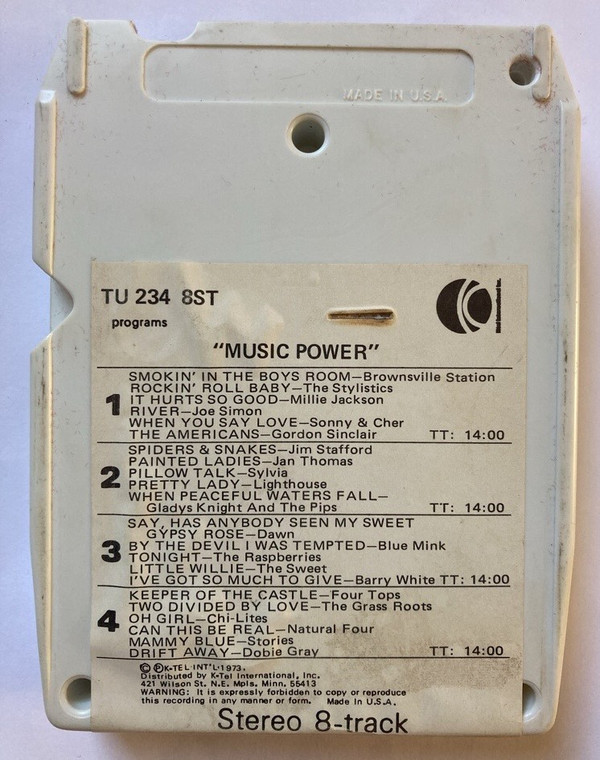 MADE IN U.S.A.
TU 234 8ST
programs
"MUSIC POWER"
1
SMOKIN' IN THE BOYS ROOM—Brownsville Station
ROCKIN' ROLL BABY—The Stylistics
IT HURTS SO GOOD—Millie Jackson
RIVER—Joe Simon
WHEN YOU SAY LOVE—Sonny & Cher
THE AMERICANS—Gordon Sinclair TT: 14:00
2
SPIDERS & SNAKES—Jim Stafford
PAINTED LADIES—Jan Thomas
PILLOW TALK—Sylvia
PRETTY LADY—Lighthouse
WHEN PEACEFUL WATERS FALL—
Gladys Knight And The Pips TT: 14:00
3
SAY, HAS ANYBODY SEEN MY SWEET
GYPSY ROSE—Dawn
BY THE DEVIL I WAS TEMPTED—Blue Mink
TONIGHT—The Raspberries
LITTLE WILLIE—The Sweet
I'VE GOT SO MUCH TO GIVE—Barry White TT: 14:00
4
KEEPER OF THE CASTLE—Four Tops
TWO DIVIDED BY LOVE—The Grass Roots
OH GIRL—Chi-Lites
CAN THIS BE REAL—Natural Four
MAMMY BLUE—Stories
DRIFT AWAY—Dobie Gray TT: 14:00
© ℗ K-TEL INT'L·1973.
Distributed by K-Tel International, Inc.
421 Wilson St. N.E. Mpls. Minn. 55413
WARNING: It is expressly forbidden to copy or reproduce
this recording in any manner or form. Made In U.S.A.
Stereo 8-track